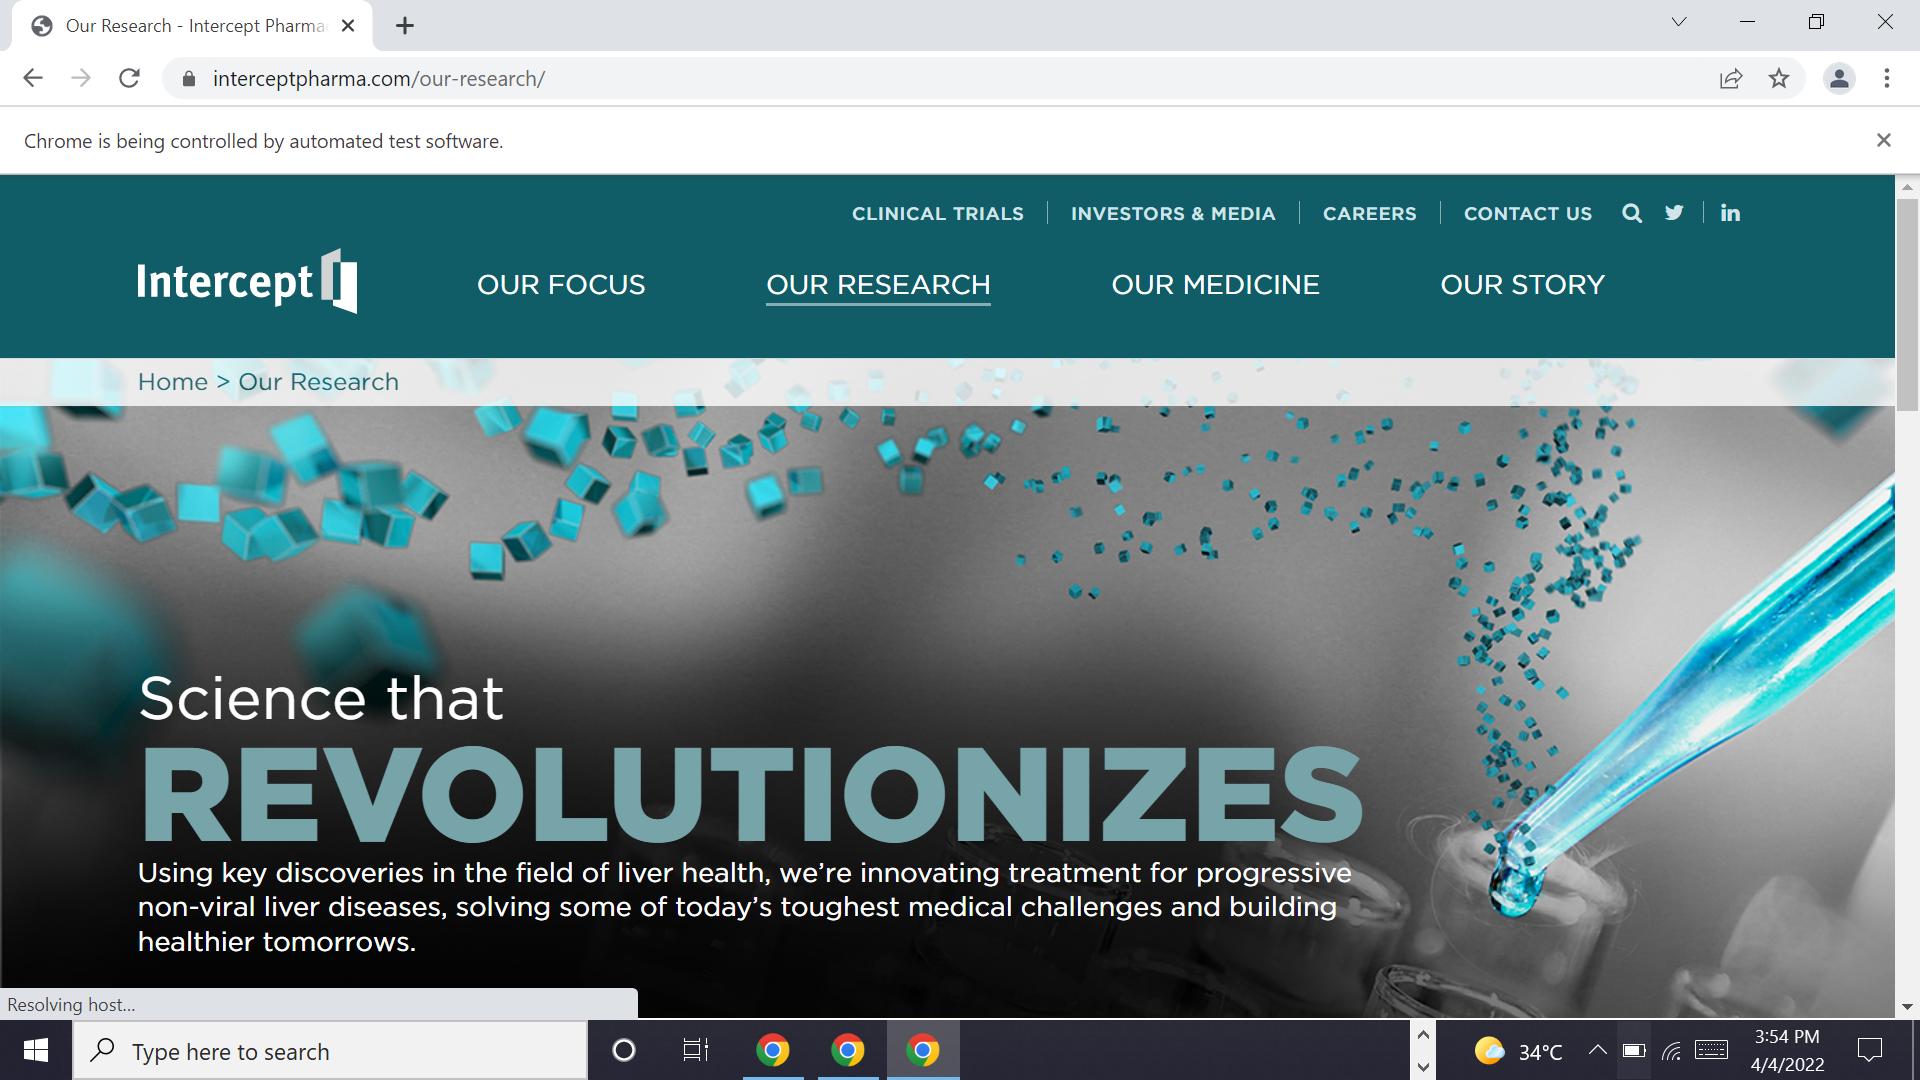 Our Research - Intercept Pharma
interceptpharma.com/our-research/
Chrome is being controlled by automated test software.
CLINICAL TRIALS
INVESTORS & MEDIA
CAREERS
CONTACT US
in
Intercept
OUR FOCUS
OUR RESEARCH
OUR MEDICINE
OUR STORY
Home > Our Research
Science that
REVOLUTIONIZES
Using key discoveries in the field of liver health, we’re innovating treatment for progressive
non-viral liver diseases, solving some of today’s toughest medical challenges and building
healthier tomorrows.
Resolving host...
Type here to search
34°C
3:54 PM
4/4/2022